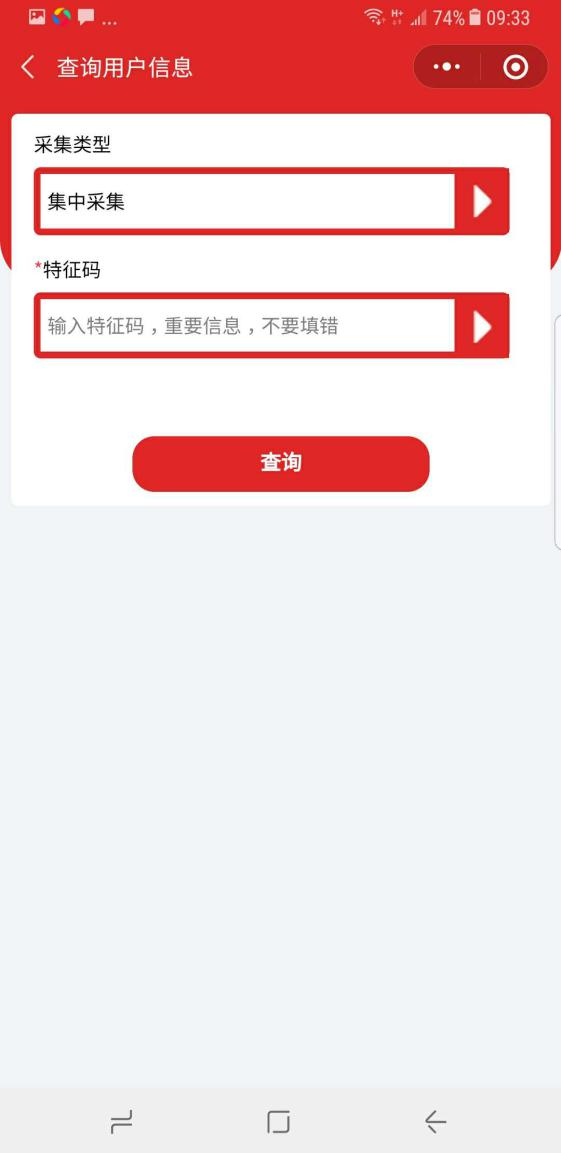 ... H+ 74% 09:33
查询用户信息
采集类型
集中采集
*特征码
输入特征码，重要信息，不要填错
查询